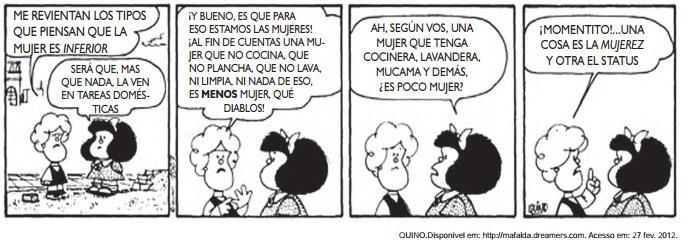 ME REVIENTAN LOS TIPOS
QUE PIENSAN QUE LA
MUJER ES INFERIOR
SERÁ QUE, MAS
QUE NADA, LA VEN
EN TAREAS DOMÉS-
TICAS
¡Y BUENO, ES QUE PARA
ESO ESTAMOS LAS MUJERES!
¡AL FIN DE CUENTAS UNA MU-
JER QUE NO COCINA, QUE
NO PLANCHA, QUE NO LAVA,
NI LIMPIA, NI NADA DE ESO,
ES MENOS MUJER, QUÉ
DIABLOS!
AH, SEGÚN VOS, UNA
MUJER QUE TENGA
COCINERA, LAVANDERA,
MUCAMA Y DEMÁS,
¿ES POCO MUJER?
¡MOMENTITO!...UNA
COSA ES LA MUJEREZ
Y OTRA EL STATUS
QUINO
QUINO.Disponível em: http://mafalda.dreamers.com. Acesso em: 27 fev. 2012.